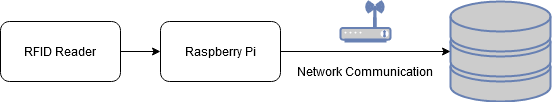 RFID Reader
Raspberry Pi
Network Communication